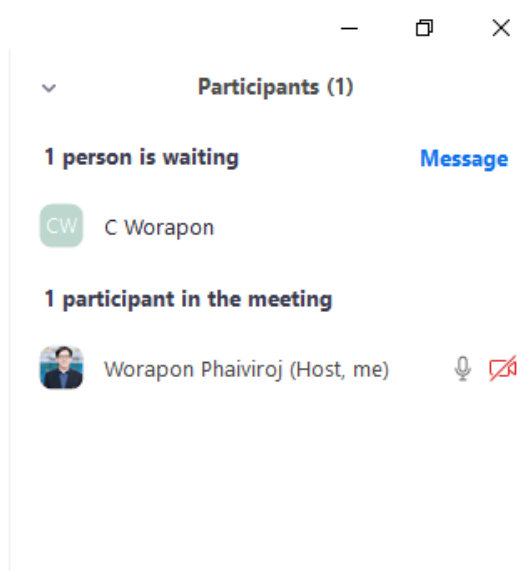 Participants (1)
1 person is waiting Message
CW C Worapon
1 participant in the meeting
Worapon Phaiviroj (Host, me)